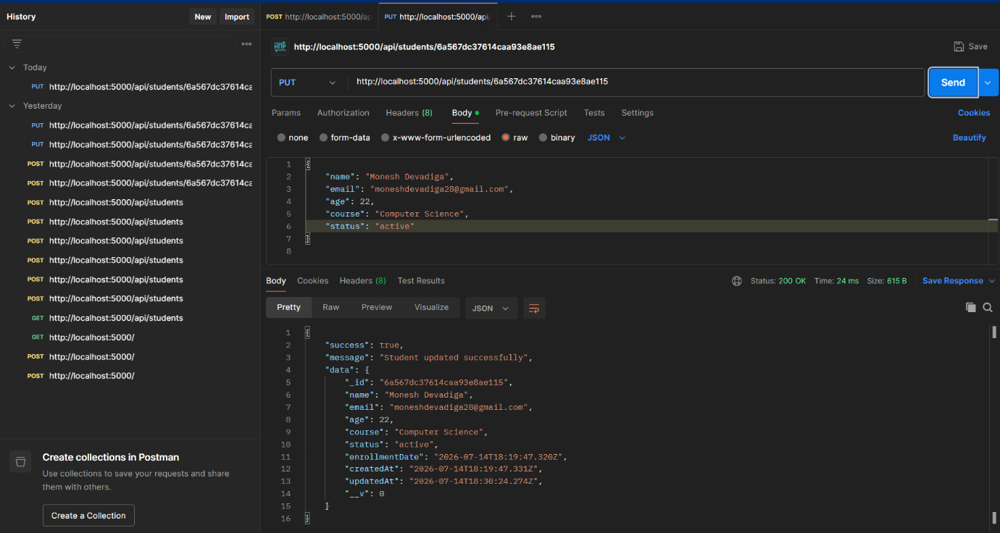 History
New
Import
POST http://localhost:5000/ap
PUT http://localhost:5000/api/
HTTP http://localhost:5000/api/students/6a567dc37614caa93e8ae115
Save
Today
PUT http://localhost:5000/api/students/6a567dc37614ca
Yesterday
PUT http://localhost:5000/api/students/6a567dc37614ca
PUT http://localhost:5000/api/students/6a567dc37614ca
POST http://localhost:5000/api/students/6a567dc37614ca
POST http://localhost:5000/api/students/6a567dc37614ca
POST http://localhost:5000/api/students
POST http://localhost:5000/api/students
POST http://localhost:5000/api/students
POST http://localhost:5000/api/students
POST http://localhost:5000/api/students
POST http://localhost:5000/api/students
GET http://localhost:5000/api/students
GET http://localhost:5000/
POST http://localhost:5000/
POST http://localhost:5000/
Create collections in Postman
Use collections to save your requests and share
them with others.
Create a Collection
PUT http://localhost:5000/api/students/6a567dc37614caa93e8ae115 Send
Params Authorization Headers (8) Body Pre-request Script Tests Settings Cookies
none form-data x-www-form-urlencoded raw binary JSON Beautify
1 {
2 "name": "Monesh Devadiga",
3 "email": "moneshdevadiga28@gmail.com",
4 "age": 22,
5 "course": "Computer Science",
6 "status": "active"
7 }
8
Body Cookies Headers (8) Test Results Status: 200 OK Time: 24 ms Size: 615 B Save Response
Pretty Raw Preview Visualize JSON
1 {
2 "success": true,
3 "message": "Student updated successfully",
4 "data": {
5 "_id": "6a567dc37614caa93e8ae115",
6 "name": "Monesh Devadiga",
7 "email": "moneshdevadiga28@gmail.com",
8 "age": 22,
9 "course": "Computer Science",
10 "status": "active",
11 "enrollmentDate": "2026-07-14T18:19:47.320Z",
12 "createdAt": "2026-07-14T18:19:47.331Z",
13 "updatedAt": "2026-07-14T18:30:24.274Z",
14 "__v": 0
15 }
16 }